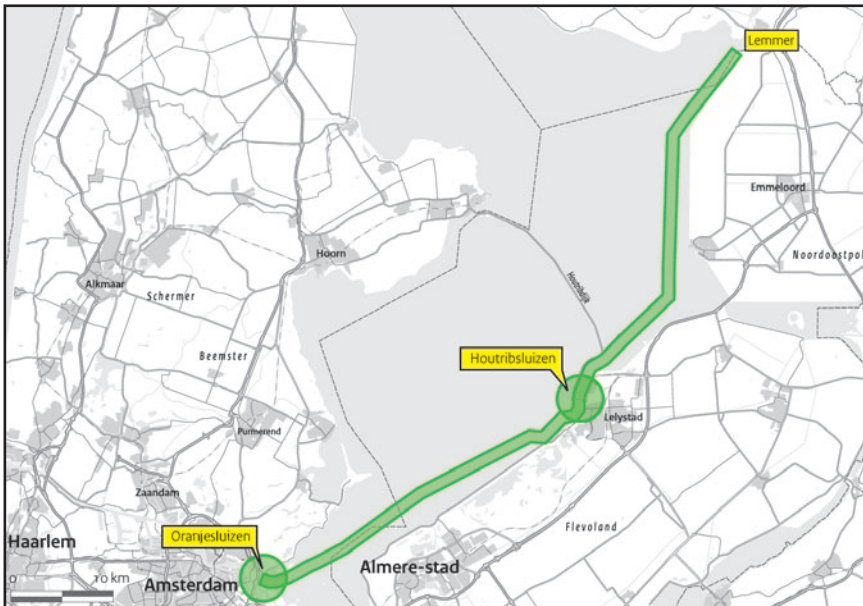 Lemmer
Emmeloord
Noordoostpol
Hoorn
Alkmaar
Schermer
Houtribdijk
Beemster
Houtribsluizen
Lelystad
Purmerend
Zaandam
Flevoland
Oranjesluizen
Haarlem
Almere-stad
0 10 km
Amsterdam